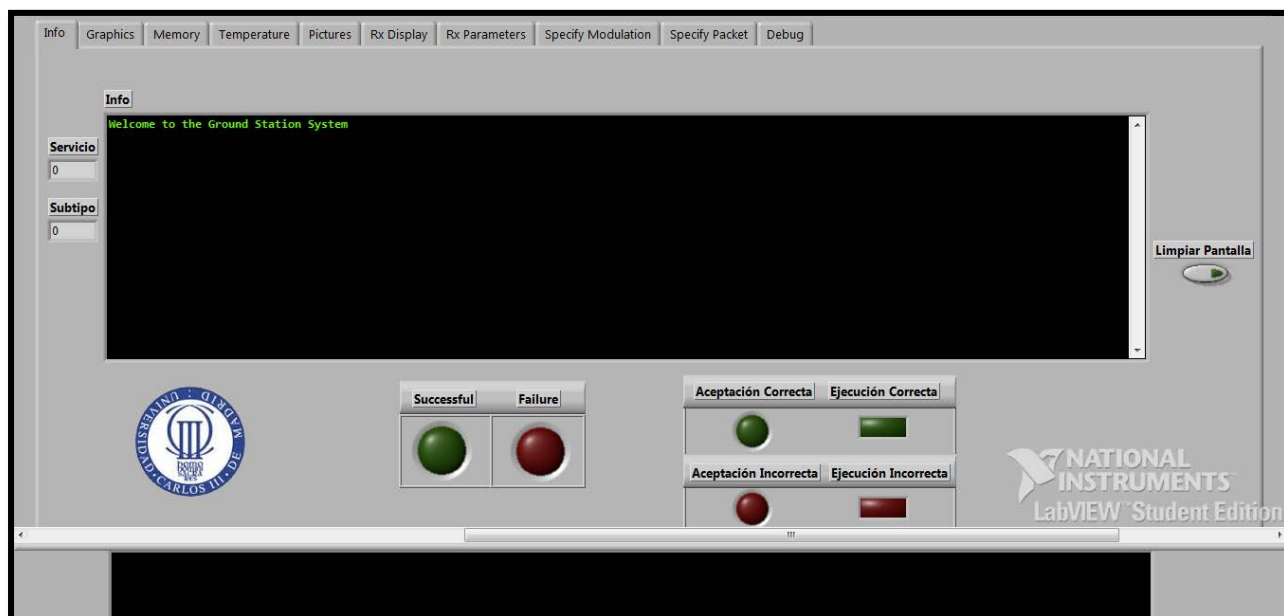 Info Graphics Memory Temperature Pictures Rx Display Rx Parameters Specify Modulation Specify Packet Debug
Info
Welcome to the Ground Station System
Servicio
0
Subtipo
0
Limpiar Pantalla
Successful Failure
Aceptación Correcta Ejecución Correcta
Aceptación Incorrecta Ejecución Incorrecta
UNIVERSIDAD · CARLOS III · DE MADRID
NATIONAL
INSTRUMENTS™
LabVIEW™ Student Edition